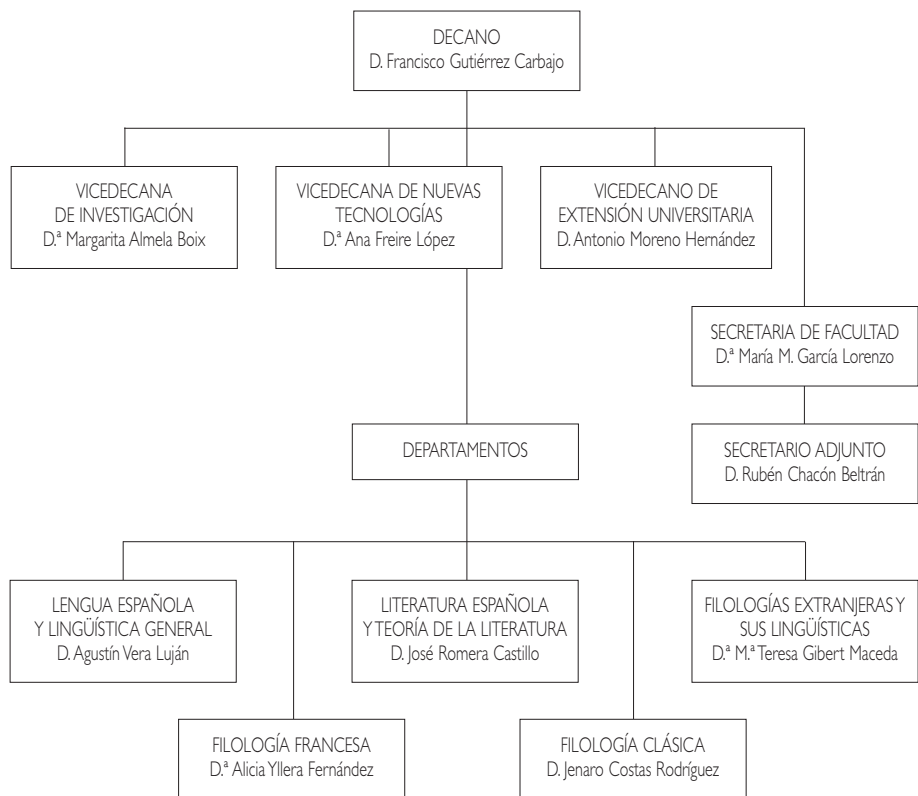 DECANO
D. Francisco Gutiérrez Carbajo
VICEDECANA
DE INVESTIGACIÓN
D.ª Margarita Almela Boix
VICEDECANA DE NUEVAS
TECNOLOGÍAS
D.ª Ana Freire López
VICEDECANO DE
EXTENSIÓN UNIVERSITARIA
D. Antonio Moreno Hernández
SECRETARIA DE FACULTAD
D.ª María M. García Lorenzo
DEPARTAMENTOS
SECRETARIO ADJUNTO
D. Rubén Chacón Beltrán
LENGUA ESPAÑOLA
Y LINGÜÍSTICA GENERAL
D. Agustín Vera Luján
LITERATURA ESPAÑOLA
Y TEORÍA DE LA LITERATURA
D. José Romera Castillo
FILOLOGÍAS EXTRANJERAS Y
SUS LINGÜÍSTICAS
D.ª M.ª Teresa Gibert Maceda
FILOLOGÍA FRANCESA
D.ª Alicia Yllera Fernández
FILOLOGÍA CLÁSICA
D. Jenaro Costas Rodríguez